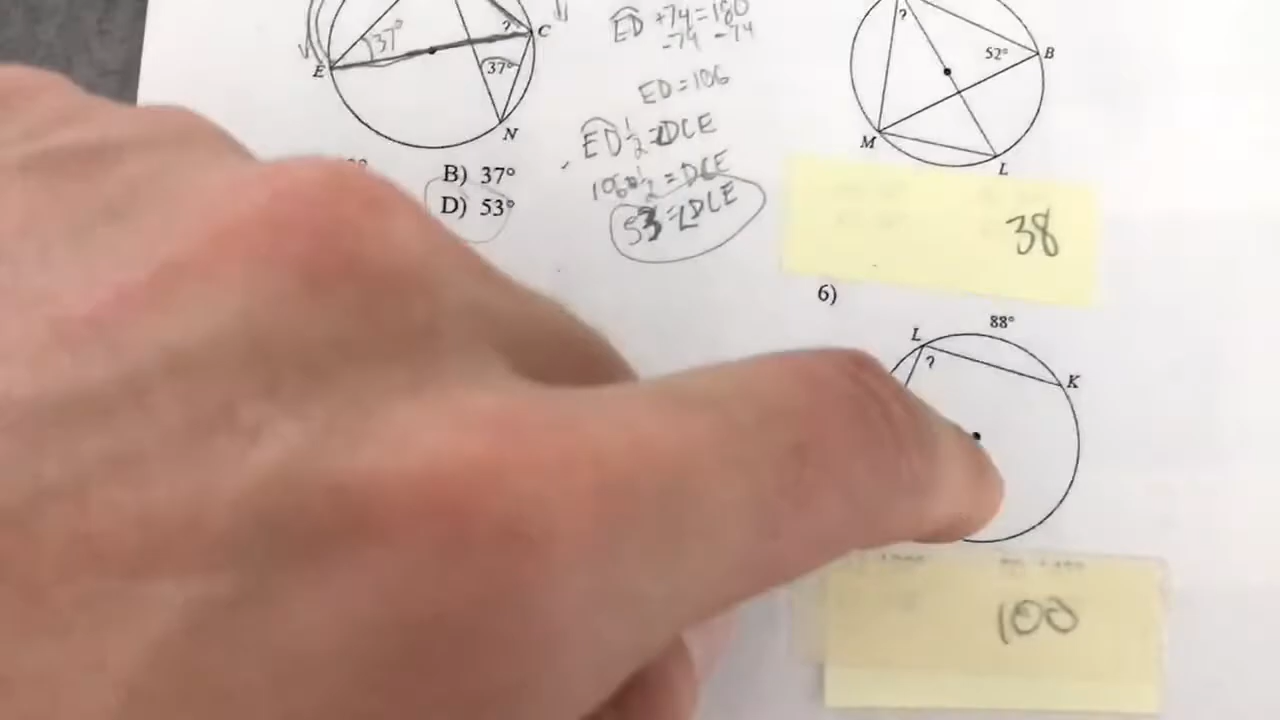 37°
?
C
E
37°
N
B) 37°
D) 53°
ED +74=180
-74 -74
ED=106
ED ½=∠DCE
106·½=DCE
53=∠DCE
?
52°
B
M
L
38
6)
88°
L
?
K
100